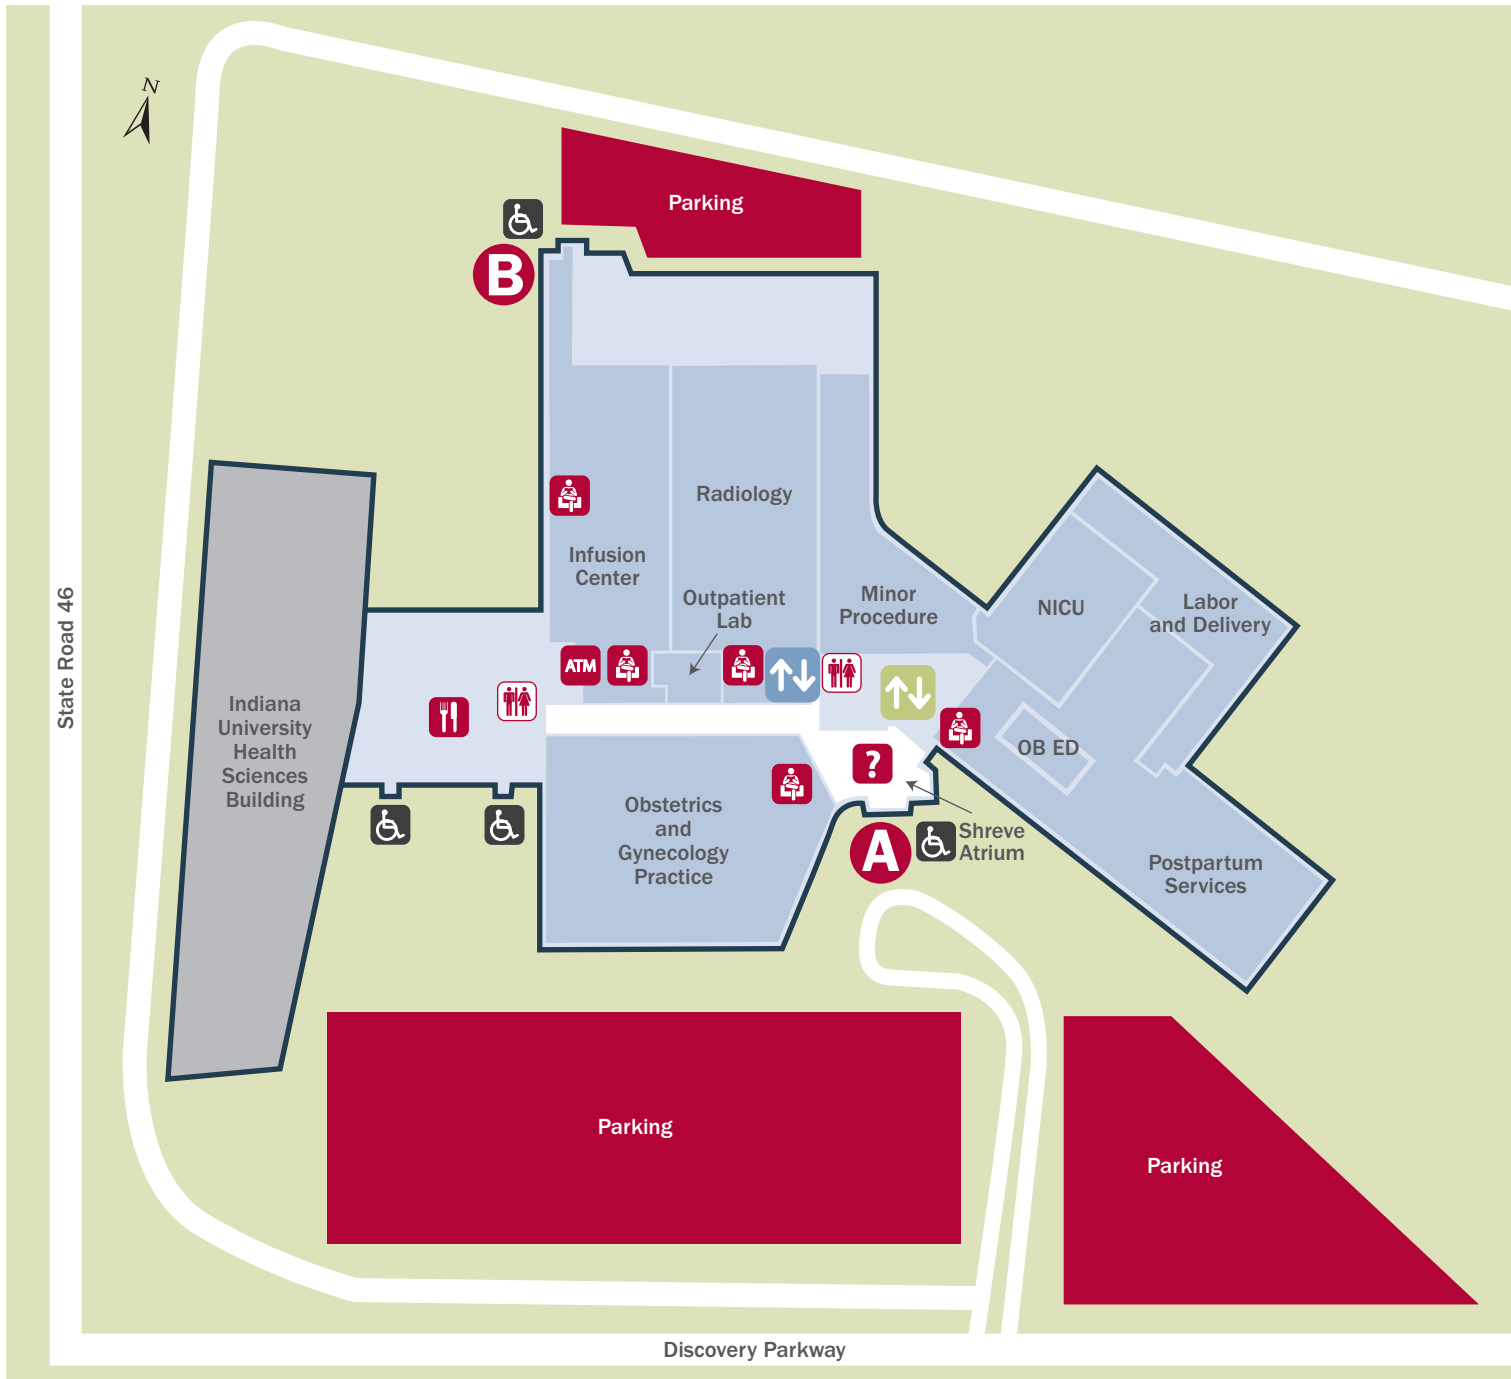 N
Parking
B
Radiology
Infusion
Center
Outpatient
Lab
Minor
Procedure
NICU
Labor
and Delivery
ATM
State Road 46
Indiana
University
Health
Sciences
Building
OB ED
?
Obstetrics
and
Gynecology
Practice
A
Shreve
Atrium
Postpartum
Services
Parking
Parking
Discovery Parkway